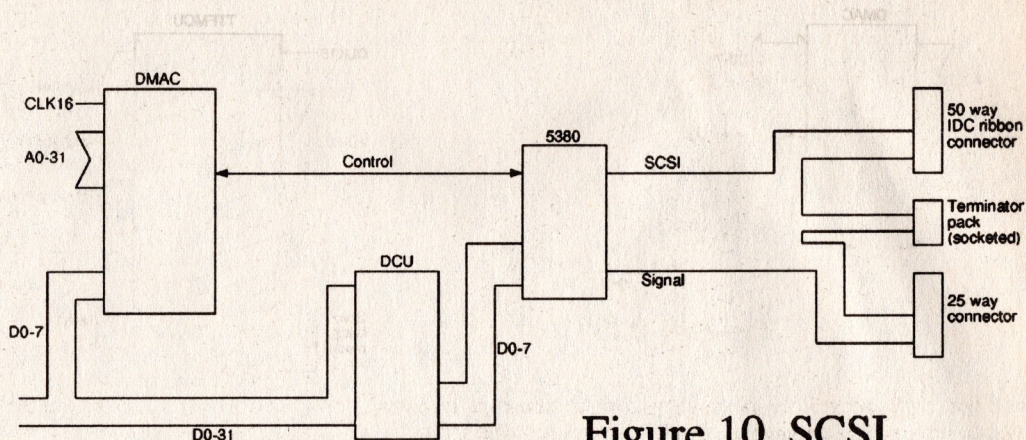 DMAC
CLK16
A0-31
Control
5380
SCSI
50 way
IDC ribbon
connector
Terminator
pack
(socketed)
DCU
Signal
25 way
connector
D0-7
D0-7
D0-31
Figure 10. SCSI